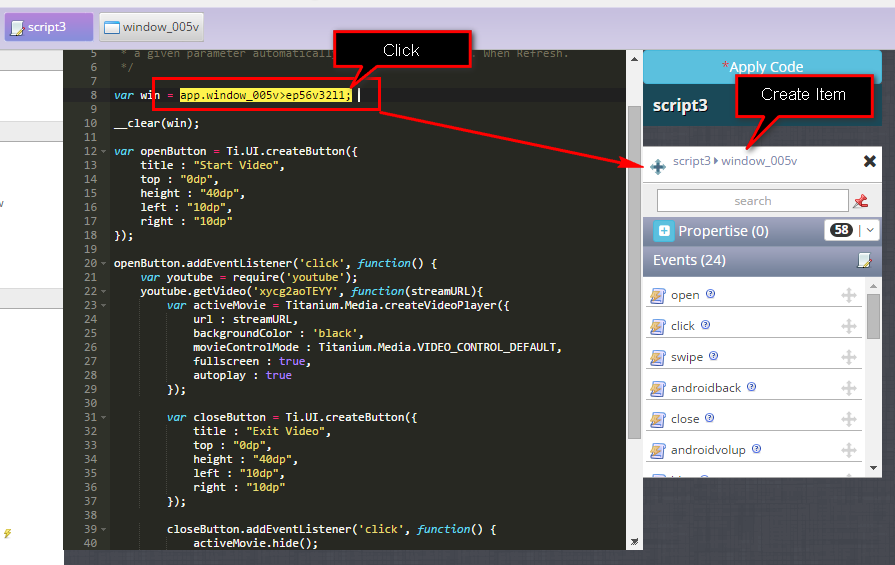 script3
window_005v
5 * a given parameter automatically When Refresh.
6 */
7
8 var win = app.window_005v>ep56v3211;
9
10 __clear(win);
11
12 var openButton = Ti.UI.createButton({
13 title : "Start Video",
14 top : "0dp",
15 height : "40dp",
16 left : "10dp",
17 right : "10dp"
18 });
19
20 openButton.addEventListener('click', function() {
21 var youtube = require('youtube');
22 youtube.getVideo('xycg2aoTEYY', function(streamURL){
23 var activeMovie = Titanium.Media.createVideoPlayer({
24 url : streamURL,
25 backgroundColor : 'black',
26 movieControlMode : Titanium.Media.VIDEO_CONTROL_DEFAULT,
27 fullscreen : true,
28 autoplay : true
29 });
30
31 var closeButton = Ti.UI.createButton({
32 title : "Exit Video",
33 top : "0dp",
34 height : "40dp",
35 left : "10dp",
36 right : "10dp"
37 });
38
39 closeButton.addEventListener('click', function() {
40 activeMovie.hide();
Click
*Apply Code
script3
Create Item
script3 window_005v
search
Propertise (0)
58
Events (24)
open
click
swipe
androidback
close
androidvolup